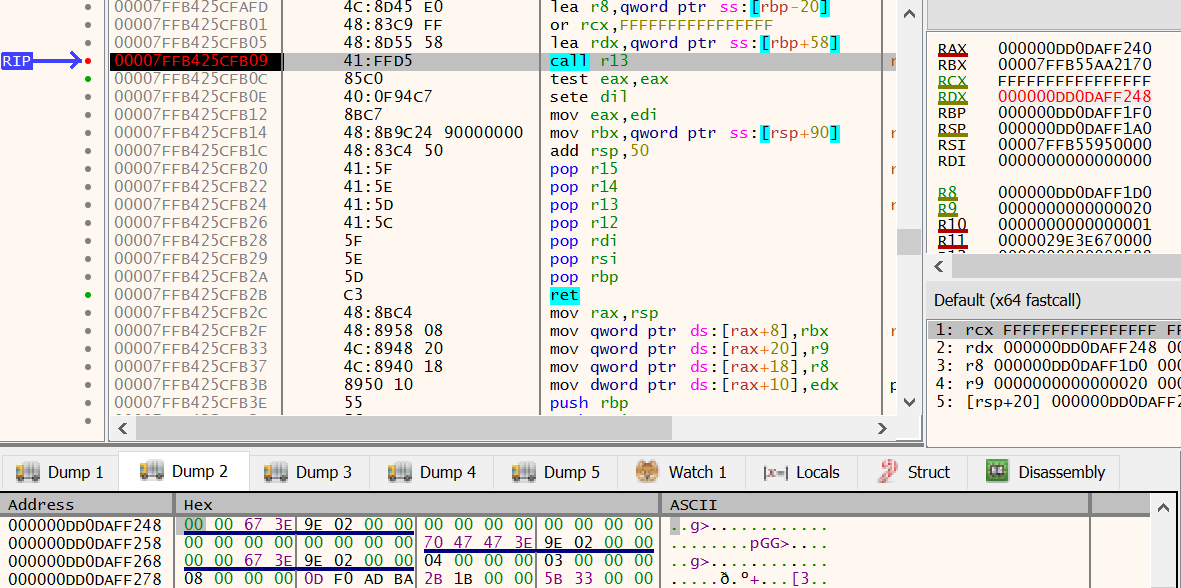 00007FFB425CFAFD 4C:8D45 E0 lea r8,qword ptr ss:[rbp-20]
00007FFB425CFB01 48:83C9 FF or rcx,FFFFFFFFFFFFFFFF
00007FFB425CFB05 48:8D55 58 lea rdx,qword ptr ss:[rbp+58]
RIP 00007FFB425CFB09 41:FFD5 call r13
00007FFB425CFB0C 85C0 test eax,eax
00007FFB425CFB0E 40:0F94C7 sete dil
00007FFB425CFB12 8BC7 mov eax,edi
00007FFB425CFB14 48:8B9C24 90000000 mov rbx,qword ptr ss:[rsp+90]
00007FFB425CFB1C 48:83C4 50 add rsp,50
00007FFB425CFB20 41:5F pop r15
00007FFB425CFB22 41:5E pop r14
00007FFB425CFB24 41:5D pop r13
00007FFB425CFB26 41:5C pop r12
00007FFB425CFB28 5F pop rdi
00007FFB425CFB29 5E pop rsi
00007FFB425CFB2A 5D pop rbp
00007FFB425CFB2B C3 ret
00007FFB425CFB2C 48:8BC4 mov rax,rsp
00007FFB425CFB2F 48:8958 08 mov qword ptr ds:[rax+8],rbx
00007FFB425CFB33 4C:8948 20 mov qword ptr ds:[rax+20],r9
00007FFB425CFB37 4C:8940 18 mov qword ptr ds:[rax+18],r8
00007FFB425CFB3B 8950 10 mov dword ptr ds:[rax+10],edx
00007FFB425CFB3E 55 push rbp
RAX 000000DD0DAFF240
RBX 00007FFB55AA2170
RCX FFFFFFFFFFFFFFFF
RDX 000000DD0DAFF248
RBP 000000DD0DAFF1F0
RSP 000000DD0DAFF1A0
RSI 00007FFB55950000
RDI 0000000000000000
R8 000000DD0DAFF1D0
R9 0000000000000020
R10 0000000000000001
R11 0000029E3E670000
Default (x64 fastcall)
1: rcx FFFFFFFFFFFFFFFF FF
2: rdx 000000DD0DAFF248 00
3: r8 000000DD0DAFF1D0 000
4: r9 0000000000000020 000
5: [rsp+20] 000000DD0DAFF2
Dump 1 Dump 2 Dump 3 Dump 4 Dump 5 Watch 1 [x=] Locals Struct Disassembly
Address Hex ASCII
000000DD0DAFF248 00 00 67 3E 9E 02 00 00 00 00 00 00 00 00 00 00 ..g>............
000000DD0DAFF258 00 00 00 00 00 00 00 00 70 47 47 3E 9E 02 00 00 ........pGG>....
000000DD0DAFF268 00 00 67 3E 9E 02 00 00 04 00 00 00 03 00 00 00 ..g>............
000000DD0DAFF278 08 00 00 00 0D F0 AD BA 2B 1B 00 00 5B 33 00 00 .....ð.º+...[3..